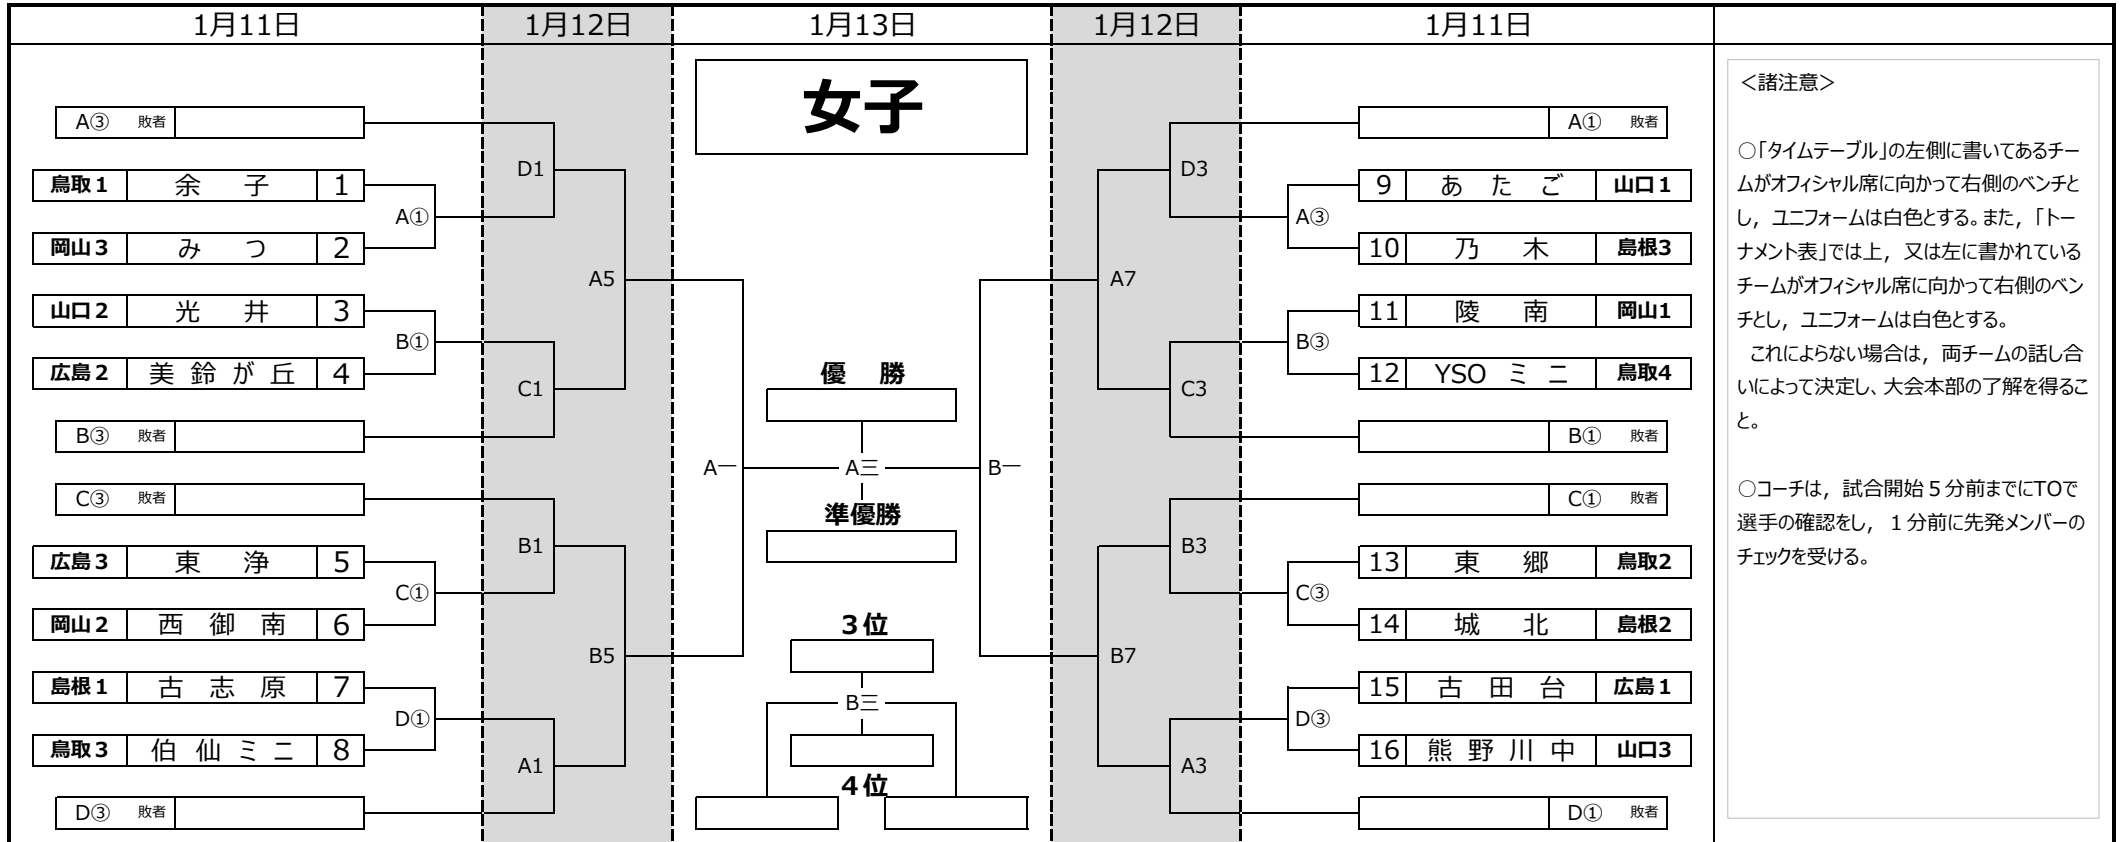 1月11日
1月12日
1月13日
1月12日
1月11日
女子
A③ 敗者
鳥取１ 余 子 1
A①
岡山３ み つ 2
D1
山口２ 光 井 3
B①
広島２ 美 鈴 が 丘 4
C1
B③ 敗者
A5
C③ 敗者
広島３ 東 浄 5
C①
岡山２ 西 御 南 6
B1
島根１ 古 志 原 7
D①
鳥取３ 伯 仙 ミ ニ 8
A1
D③ 敗者
B5
A一
優 勝
A三
準優勝
３位
B三
４位
B一
A① 敗者
9 あ た ご 山口１
A③
10 乃 木 島根3
D3
11 陵 南 岡山1
B③
12 YSO ミ ニ 鳥取4
C3
B① 敗者
A7
C① 敗者
13 東 郷 鳥取2
C③
14 城 北 島根2
B3
15 古 田 台 広島１
D③
16 熊 野 川 中 山口3
A3
D① 敗者
B7
＜諸注意＞
○「タイムテーブル」の左側に書いてあるチー
ムがオフィシャル席に向かって右側のベンチと
し，ユニフォームは白色とする。また，「トー
ナメント表」では上，又は左に書かれている
チームがオフィシャル席に向かって右側のベン
チとし，ユニフォームは白色とする。
これによらない場合は，両チームの話し合
いによって決定し、大会本部の了解を得るこ
と。
○コーチは，試合開始５分前までにTOで
選手の確認をし，１分前に先発メンバーの
チェックを受ける。